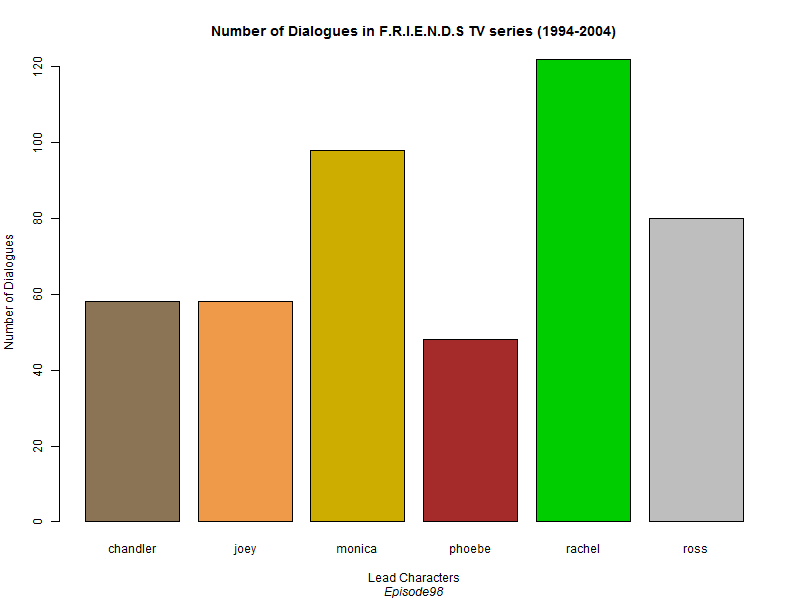 Number of Dialogues in F.R.I.E.N.D.S TV series (1994-2004)
Number of Dialogues
120
100
80
60
40
20
0
chandler joey monica phoebe rachel ross
Lead Characters
Episode98